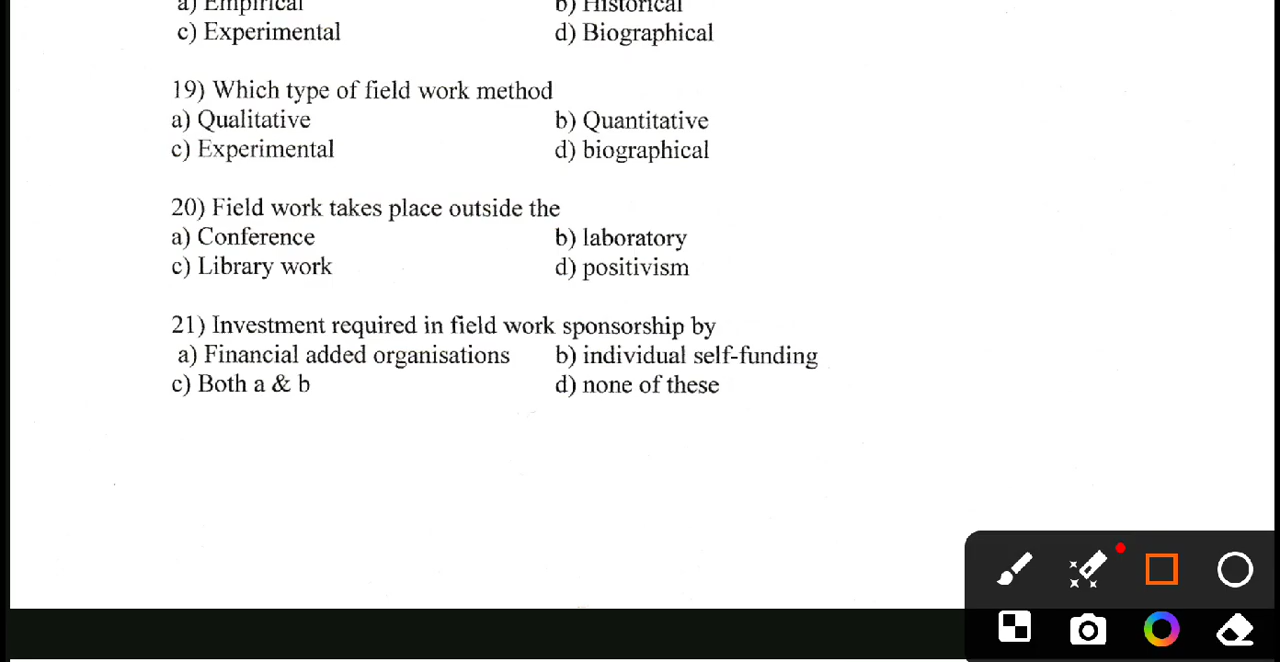 a) Empirical b) Historical
c) Experimental d) Biographical
19) Which type of field work method
a) Qualitative b) Quantitative
c) Experimental d) biographical
20) Field work takes place outside the
a) Conference b) laboratory
c) Library work d) positivism
21) Investment required in field work sponsorship by
a) Financial added organisations b) individual self-funding
c) Both a & b d) none of these